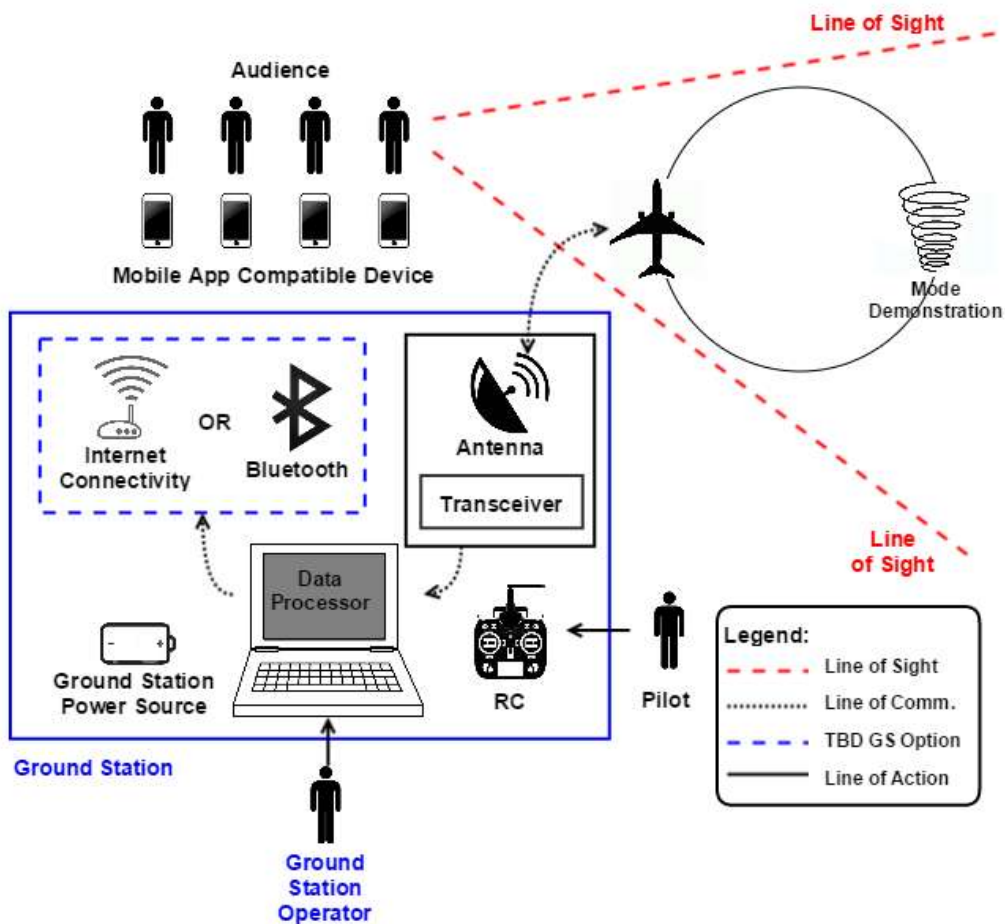 Line of Sight
Audience
Mobile App Compatible Device
Mode
Demonstration
Internet
Connectivity
OR
Bluetooth
Antenna
Transceiver
Line
of Sight
Data
Processor
Ground Station
Power Source
RC
Pilot
Legend:
Line of Sight
Line of Comm.
TBD GS Option
Line of Action
Ground Station
Ground
Station
Operator
- +